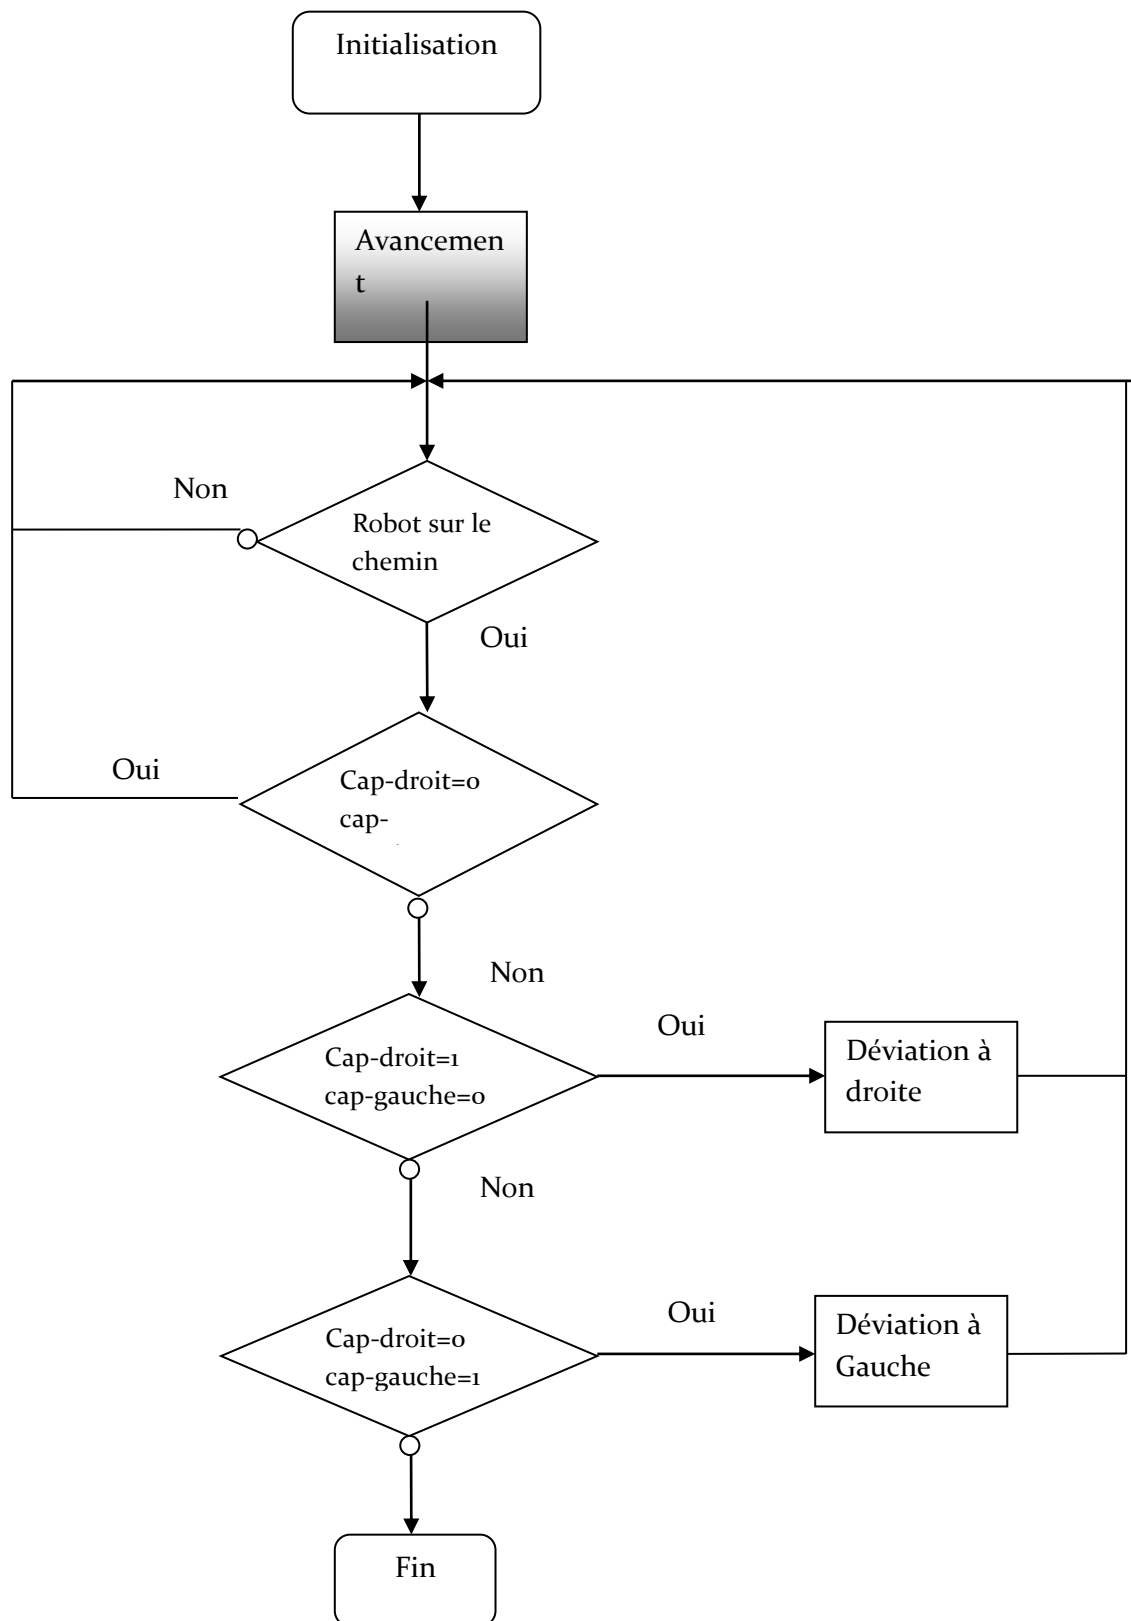 Initialisation
Avancemen
t
Non
Robot sur le
chemin
Oui
Oui
Cap-droit=0
cap-
Non
Oui
Cap-droit=1
cap-gauche=0
Déviation à
droite
Non
Oui
Cap-droit=0
cap-gauche=1
Déviation à
Gauche
Fin